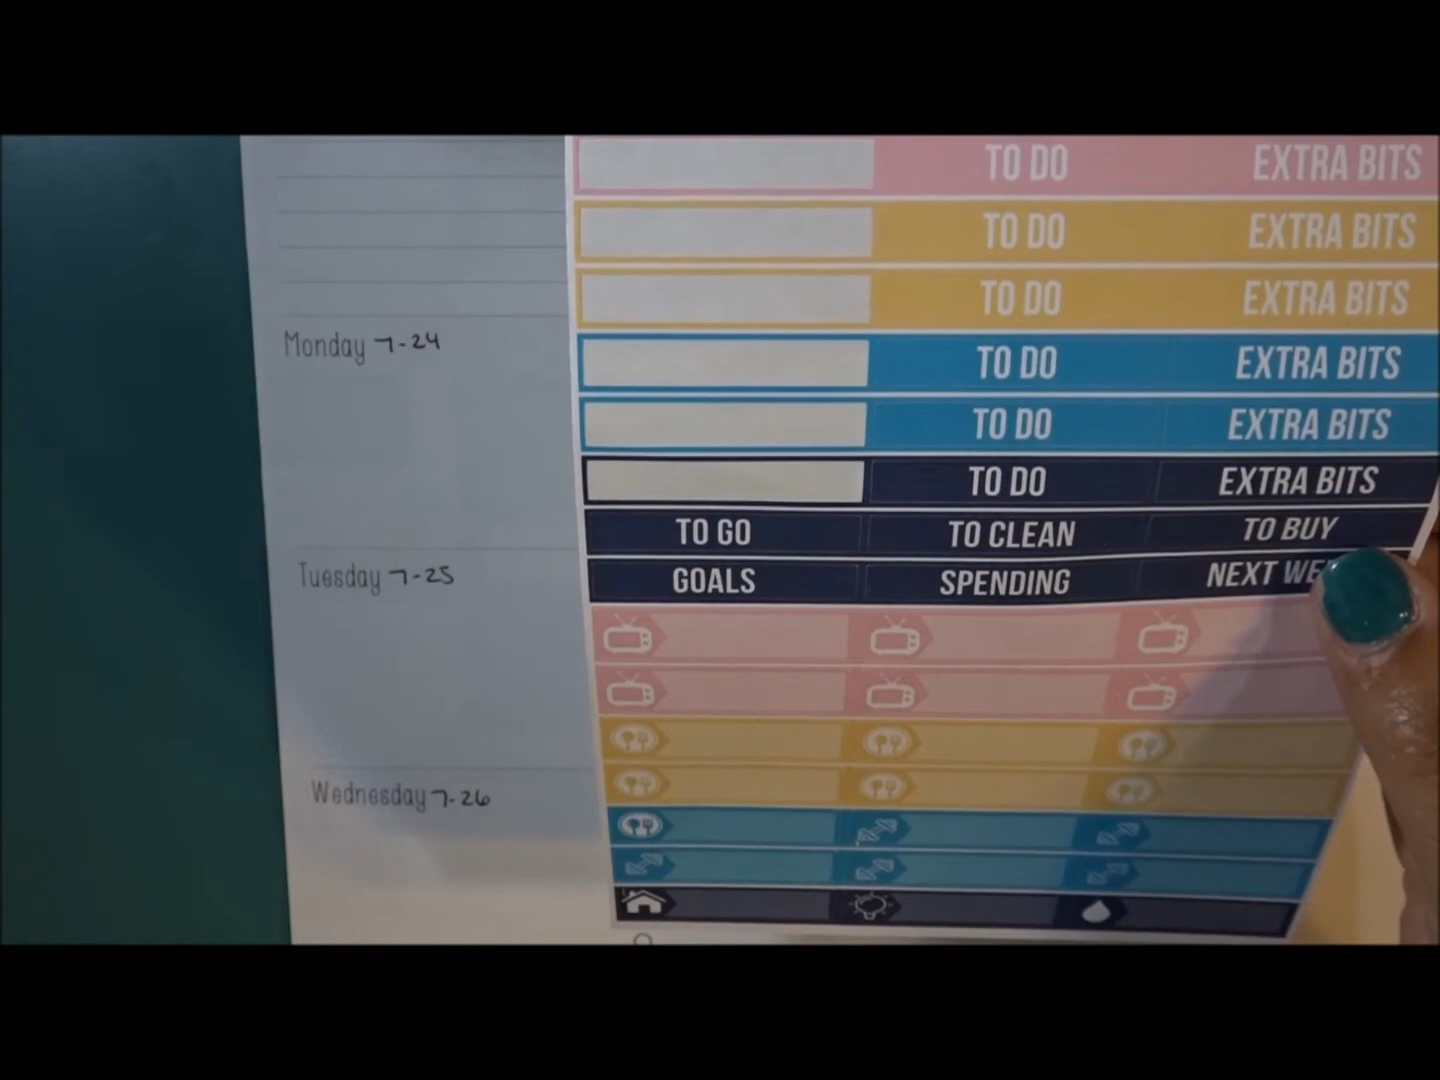 TO DO EXTRA BITS
TO DO EXTRA BITS
TO DO EXTRA BITS
TO DO EXTRA BITS
TO DO EXTRA BITS
TO DO EXTRA BITS
TO GO TO CLEAN TO BUY
GOALS SPENDING NEXT
Monday 7-24
Tuesday 7-25
Wednesday 7-26